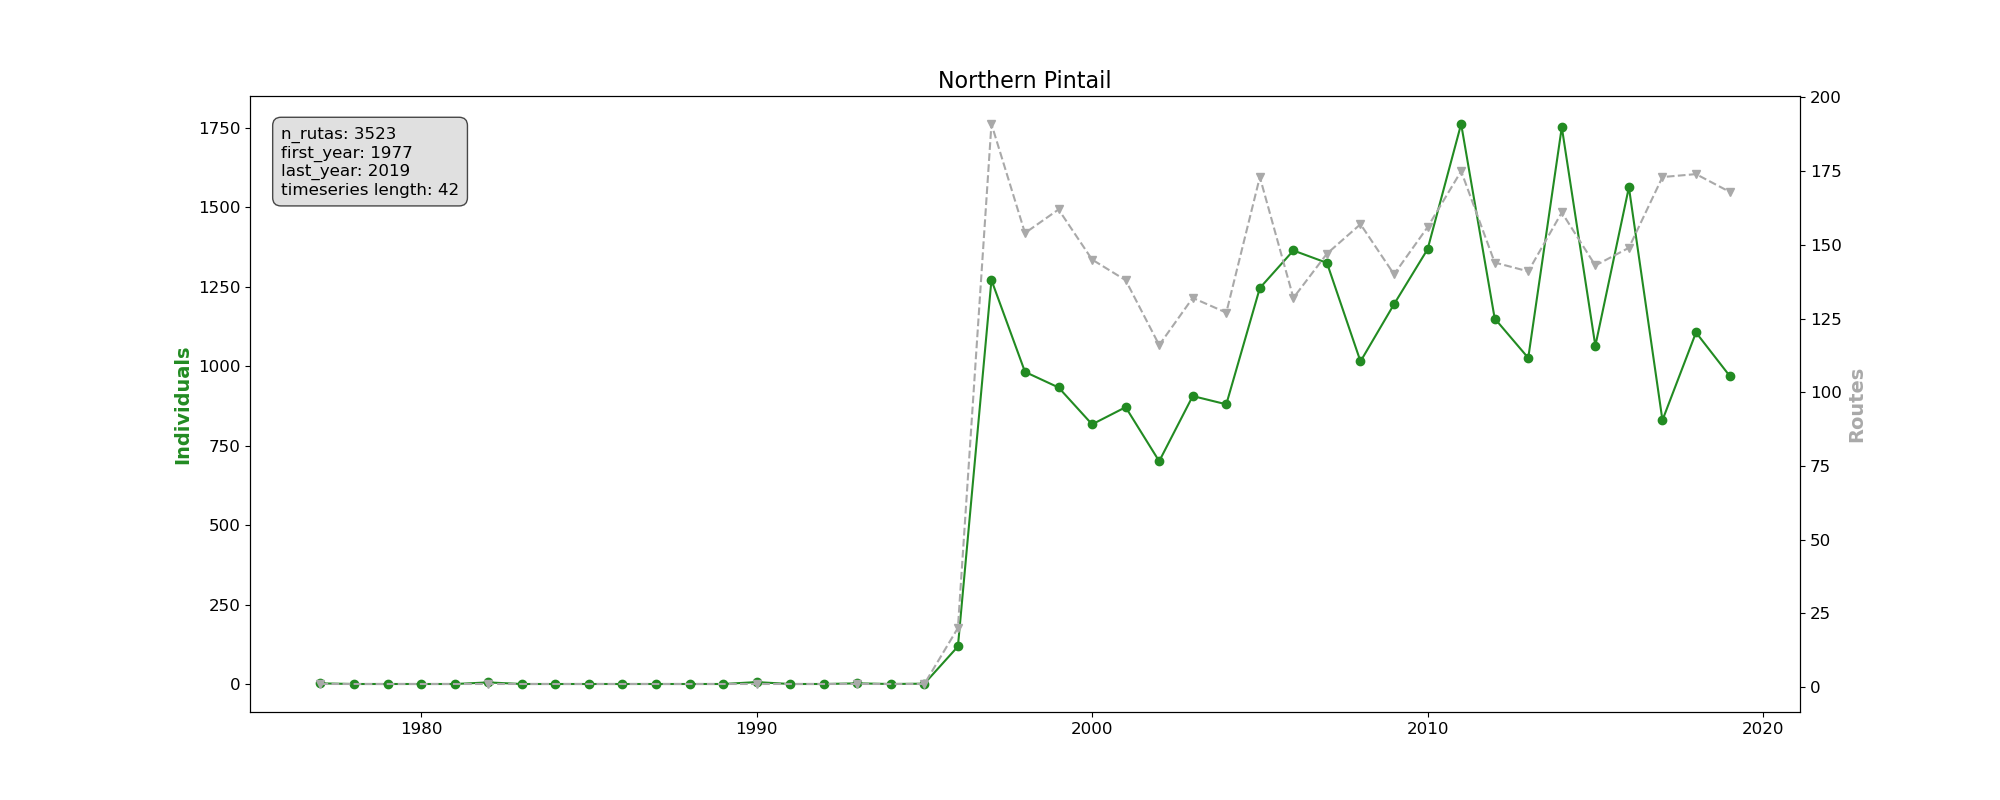 Northern Pintail
n_rutas: 3523
first_year: 1977
last_year: 2019
timeseries length: 42
Individuals
1750
1500
1250
1000
750
500
250
0
200
175
150
125
100
75
50
25
0
Routes
1980 1990 2000 2010 2020